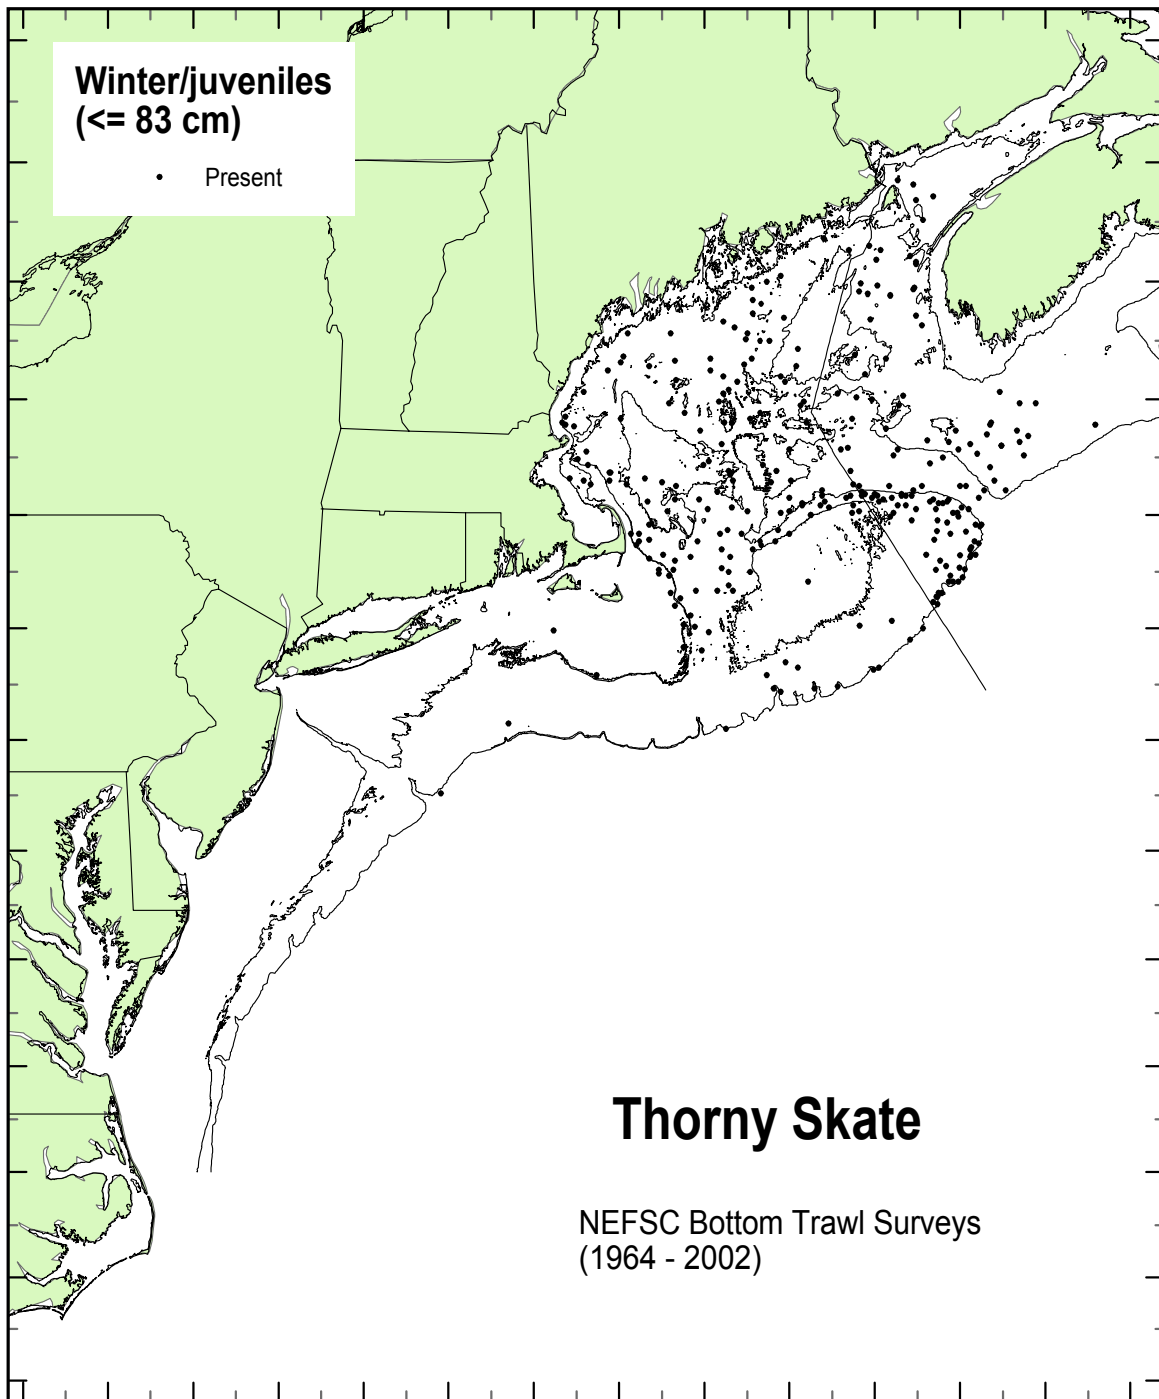 Winter/juveniles
(<= 83 cm)
Present
Thorny Skate
NEFSC Bottom Trawl Surveys
(1964 - 2002)